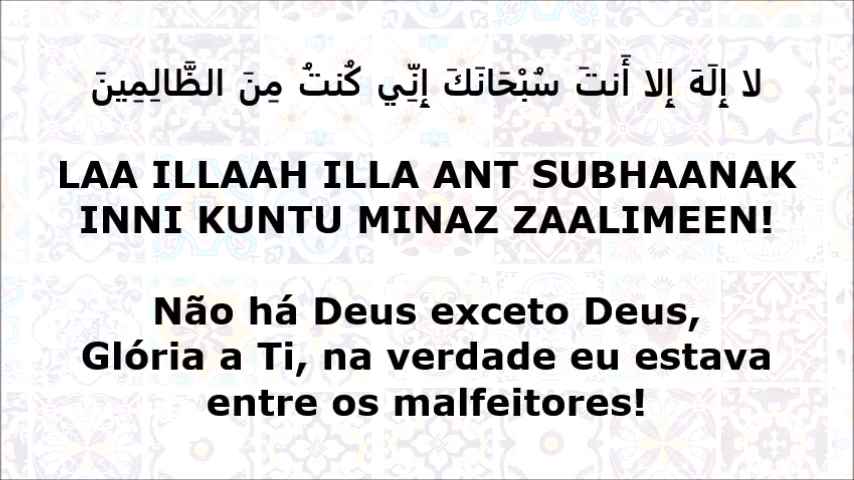 لا إِلَهَ إِلا أَنتَ سُبْحَانَكَ إِنِّي كُنتُ مِنَ الظَّالِمِينَ
LAA ILLAAH ILLA ANT SUBHAANAK
INNI KUNTU MINAZ ZAALIMEEN!
Não há Deus exceto Deus,
Glória a Ti, na verdade eu estava
entre os malfeitores!